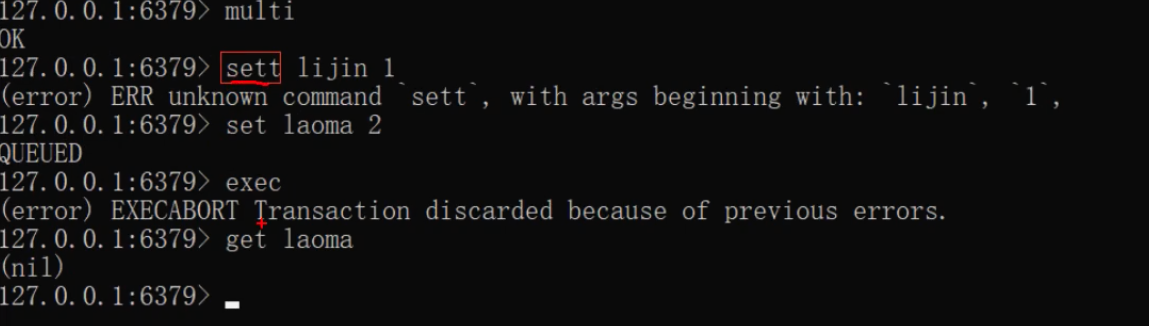 127.0.0.1:6379> multi
OK
127.0.0.1:6379> sett lijin 1
(error) ERR unknown command `sett`, with args beginning with: `lijin`, `1`,
127.0.0.1:6379> set laoma 2
QUEUED
127.0.0.1:6379> exec
(error) EXECABORT Transaction discarded because of previous errors.
127.0.0.1:6379> get laoma
(nil)
127.0.0.1:6379>